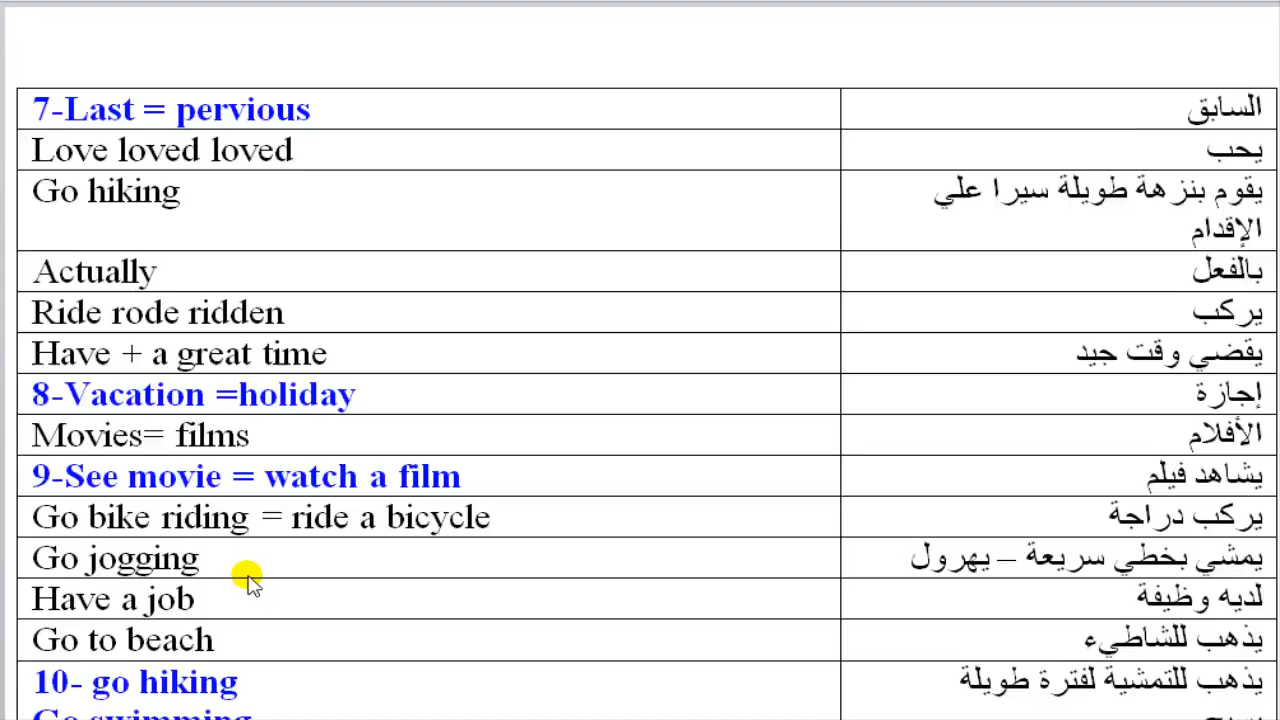 7-Last = pervious
السابق
Love loved loved
يحب
Go hiking
يقوم بنزهة طويلة سيرا علي
الإقدام
Actually
بالفعل
Ride rode ridden
يركب
Have + a great time
يقضي وقت جيد
8-Vacation =holiday
إجازة
Movies= films
الأفلام
9-See movie = watch a film
يشاهد فيلم
Go bike riding = ride a bicycle
يركب دراجة
Go jogging
يمشي بخطي سريعة – يهرول
Have a job
لديه وظيفة
Go to beach
يذهب للشاطيء
10- go hiking
يذهب للتمشية لفترة طويلة
Go swimming